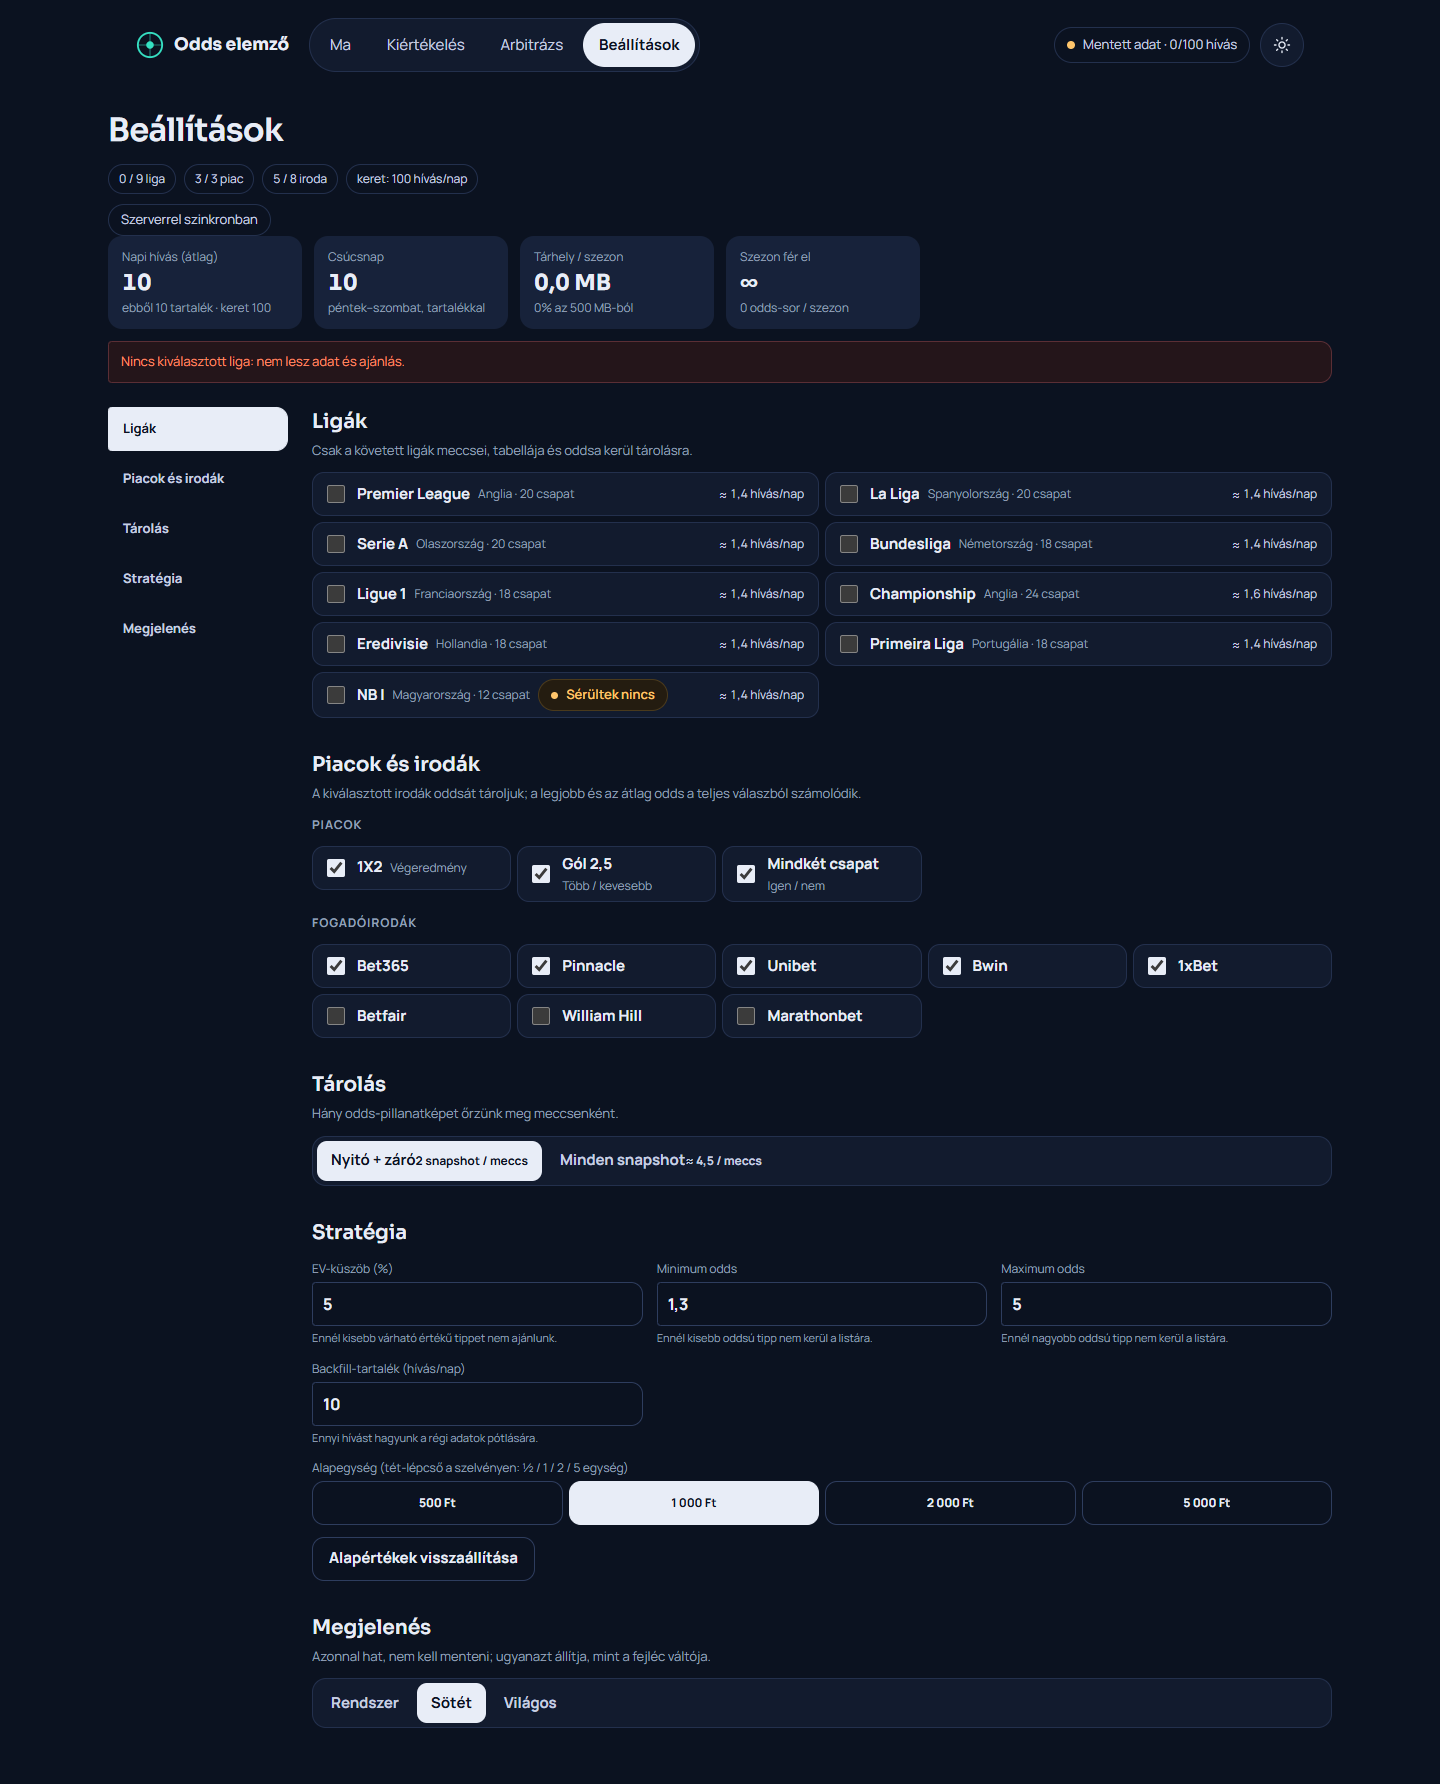 Odds elemző
Ma
Kiértékelés
Arbitrázs
Beállítások
Mentett adat · 0/100 hívás
Beállítások
0 / 9 liga
3 / 3 piac
5 / 8 iroda
keret: 100 hívás/nap
Szerverrel szinkronban
Napi hívás (átlag)
10
ebből 10 tartalék · keret 100
Csúcsnap
10
péntek–szombat, tartalékkal
Tárhely / szezon
0,0 MB
0% az 500 MB-ból
Szezon fér el
∞
0 odds-sor / szezon
Nincs kiválasztott liga: nem lesz adat és ajánlás.
Ligák
Piacok és irodák
Tárolás
Stratégia
Megjelenés
Ligák
Csak a követett ligák meccsei, tabellája és oddsa kerül tárolásra.
Premier League Anglia · 20 csapat ≈ 1,4 hívás/nap
La Liga Spanyolország · 20 csapat ≈ 1,4 hívás/nap
Serie A Olaszország · 20 csapat ≈ 1,4 hívás/nap
Bundesliga Németország · 18 csapat ≈ 1,4 hívás/nap
Ligue 1 Franciaország · 18 csapat ≈ 1,4 hívás/nap
Championship Anglia · 24 csapat ≈ 1,6 hívás/nap
Eredivisie Hollandia · 18 csapat ≈ 1,4 hívás/nap
Primeira Liga Portugália · 18 csapat ≈ 1,4 hívás/nap
NB I Magyarország · 12 csapat Sérültek nincs ≈ 1,4 hívás/nap
Piacok és irodák
A kiválasztott irodák oddsát tároljuk; a legjobb és az átlag odds a teljes válaszból számolódik.
PIACOK
1X2 Végeredmény
Gól 2,5
Több / kevesebb
Mindkét csapat
Igen / nem
FOGADÓIRODÁK
Bet365
Pinnacle
Unibet
Bwin
1xBet
Betfair
William Hill
Marathonbet
Tárolás
Hány odds-pillanatképet őrzünk meg meccsenként.
Nyitó + záró2 snapshot / meccs
Minden snapshot≈ 4,5 / meccs
Stratégia
EV-küszöb (%)
5
Ennél kisebb várható értékű tippet nem ajánlunk.
Minimum odds
1,3
Ennél kisebb oddsú tipp nem kerül a listára.
Maximum odds
5
Ennél nagyobb oddsú tipp nem kerül a listára.
Backfill-tartalék (hívás/nap)
10
Ennyi hívást hagyunk a régi adatok pótlására.
Alapegység (tét-lépcső a szelvényen: ½ / 1 / 2 / 5 egység)
500 Ft
1 000 Ft
2 000 Ft
5 000 Ft
Alapértékek visszaállítása
Megjelenés
Azonnal hat, nem kell menteni; ugyanazt állítja, mint a fejléc váltója.
Rendszer
Sötét
Világos